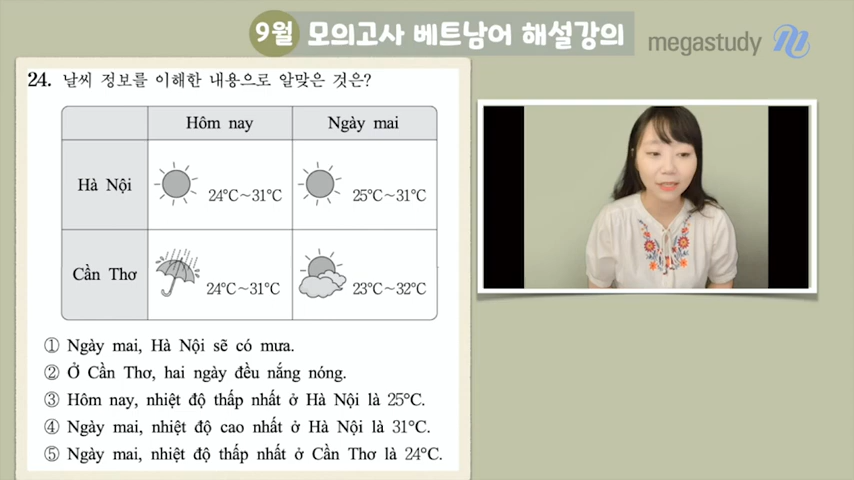 9월 모의고사 베트남어 해설강의
megastudy
24. 날씨 정보를 이해한 내용으로 알맞은 것은?
Hôm nay Ngày mai
Hà Nội 24℃~31℃ 25℃~31℃
Cần Thơ 24℃~31℃ 23℃~32℃
① Ngày mai, Hà Nội sẽ có mưa.
② Ở Cần Thơ, hai ngày đều nắng nóng.
③ Hôm nay, nhiệt độ thấp nhất ở Hà Nội là 25℃.
④ Ngày mai, nhiệt độ cao nhất ở Hà Nội là 31℃.
⑤ Ngày mai, nhiệt độ thấp nhất ở Cần Thơ là 24℃.